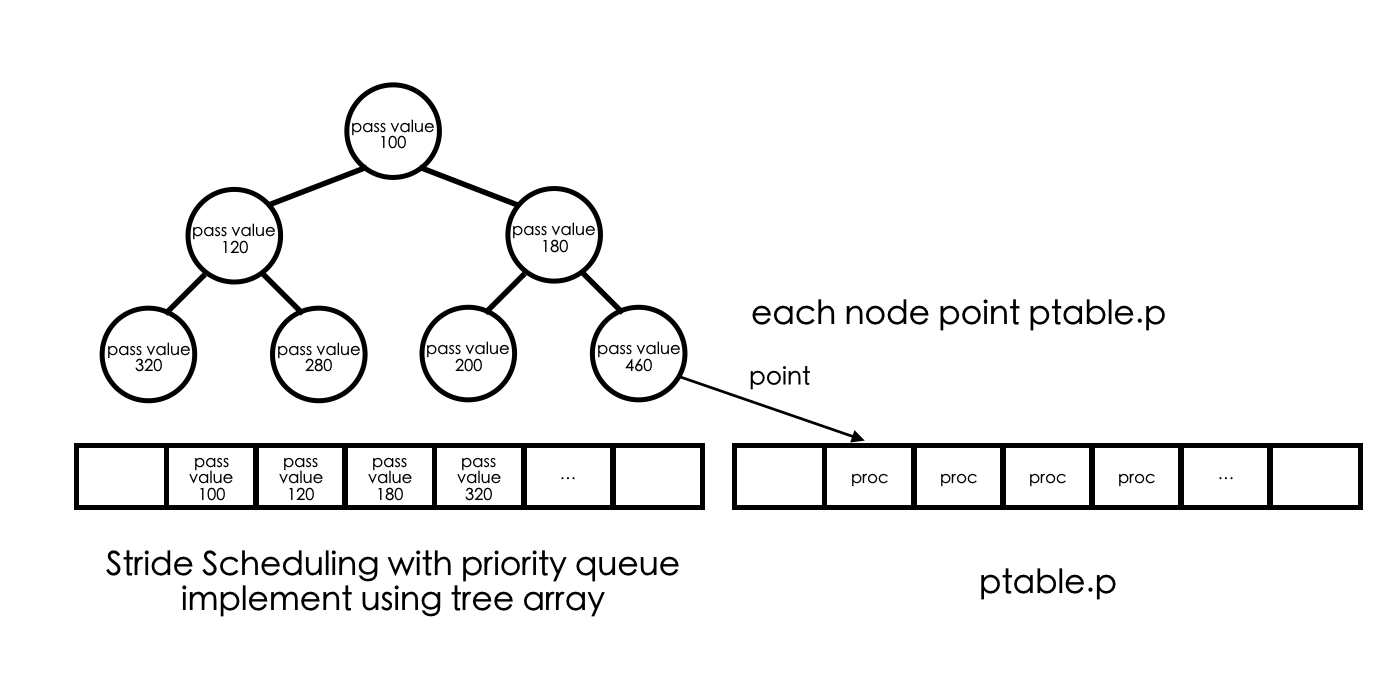 pass value
100
pass value
120
pass value
180
pass value
320
pass value
280
pass value
200
pass value
460
each node point ptable.p
point
pass
value
100
pass
value
120
pass
value
180
pass
value
320
...
proc
proc
proc
proc
...
Stride Scheduling with priority queue
implement using tree array
ptable.p